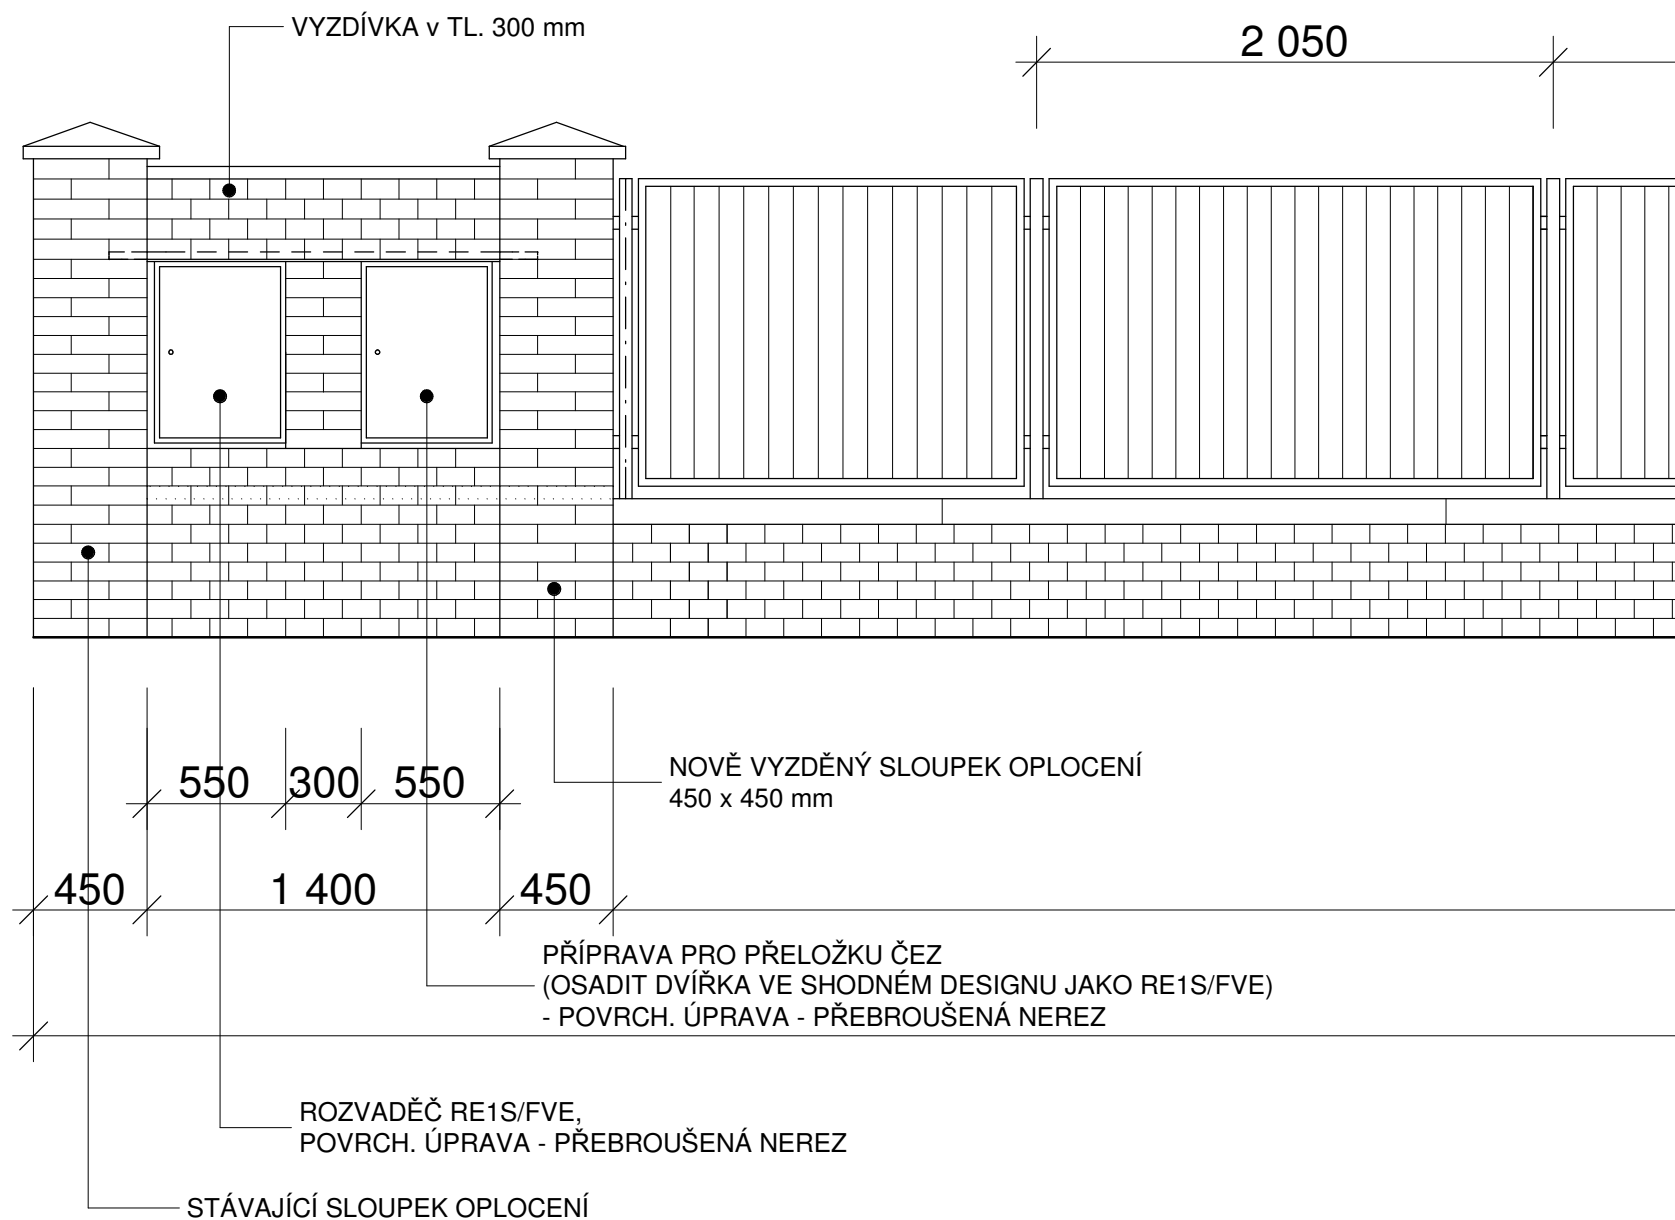 VYZDÍVKA v TL. 300 mm
2 050
550 300 550
NOVĚ VYZDĚNÝ SLOUPEK OPLOCENÍ
450 x 450 mm
450 1 400 450
PŘÍPRAVA PRO PŘELOŽKU ČEZ
(OSADIT DVÍŘKA VE SHODNÉM DESIGNU JAKO RE1S/FVE)
- POVRCH. ÚPRAVA - PŘEBROUŠENÁ NEREZ
ROZVADĚČ RE1S/FVE,
POVRCH. ÚPRAVA - PŘEBROUŠENÁ NEREZ
STÁVAJÍCÍ SLOUPEK OPLOCENÍ